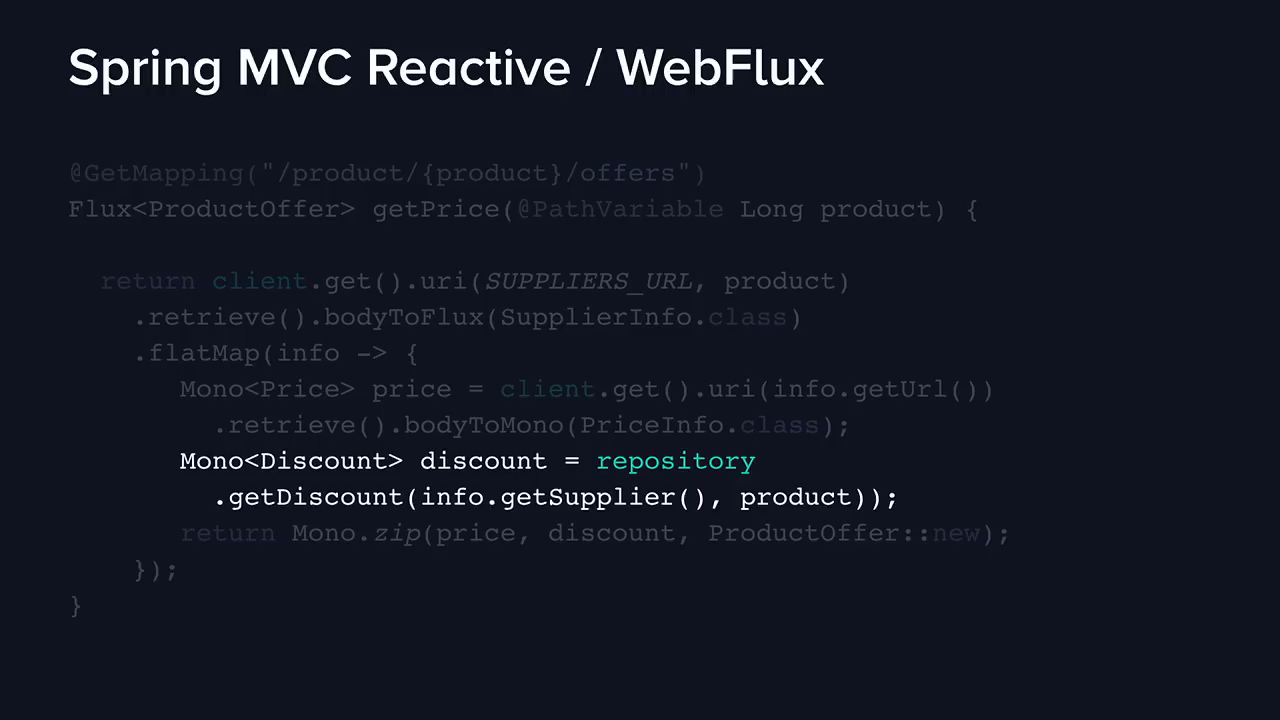 Spring MVC Reactive / WebFlux
@GetMapping("/product/{product}/offers")
Flux<ProductOffer> getPrice(@PathVariable Long product) {
return client.get().uri(SUPPLIERS_URL, product)
.retrieve().bodyToFlux(SupplierInfo.class)
.flatMap(info -> {
Mono<Price> price = client.get().uri(info.getUrl())
.retrieve().bodyToMono(PriceInfo.class);
Mono<Discount> discount = repository
.getDiscount(info.getSupplier(), product));
return Mono.zip(price, discount, ProductOffer::new);
});
}